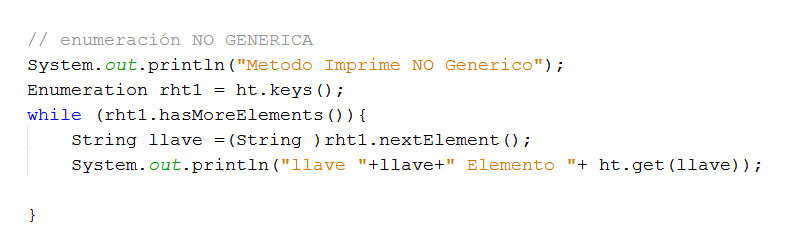 // enumeración NO GENERICA
System.out.println("Metodo Imprime NO Generico");
Enumeration rht1 = ht.keys();
while (rht1.hasMoreElements()){
    String llave =(String )rht1.nextElement();
    System.out.println("llave "+llave+" Elemento "+ ht.get(llave));
}